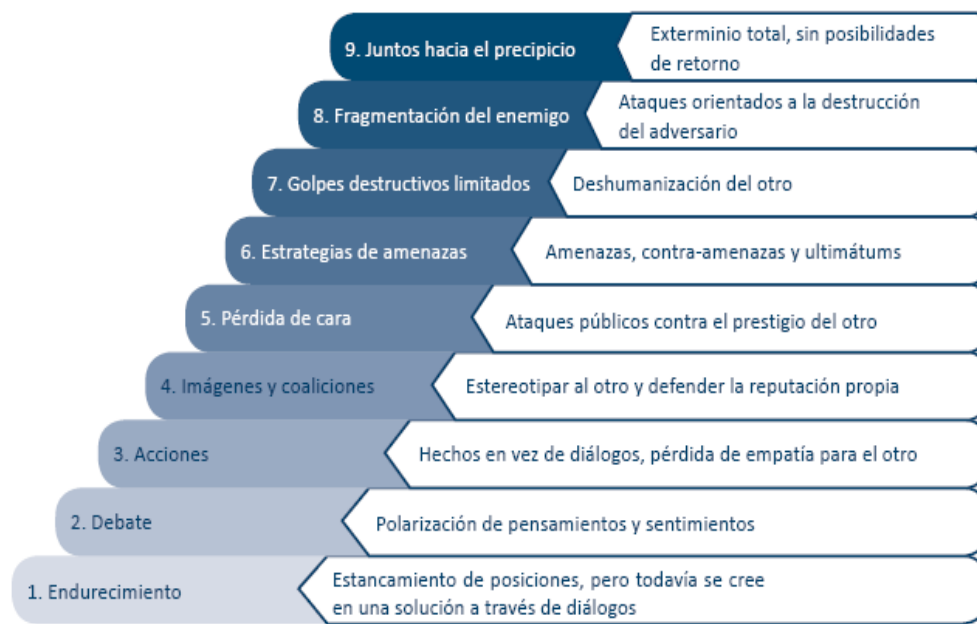 9. Juntos hacia el precipicio
Exterminio total, sin posibilidades
de retorno
8. Fragmentación del enemigo
Ataques orientados a la destrucción
del adversario
7. Golpes destructivos limitados
Deshumanización del otro
6. Estrategias de amenazas
Amenazas, contra-amenazas y ultimátums
5. Pérdida de cara
Ataques públicos contra el prestigio del otro
4. Imágenes y coaliciones
Estereotipar al otro y defender la reputación propia
3. Acciones
Hechos en vez de diálogos, pérdida de empatía para el otro
2. Debate
Polarización de pensamientos y sentimientos
1. Endurecimiento
Estancamiento de posiciones, pero todavía se cree
en una solución a través de diálogos